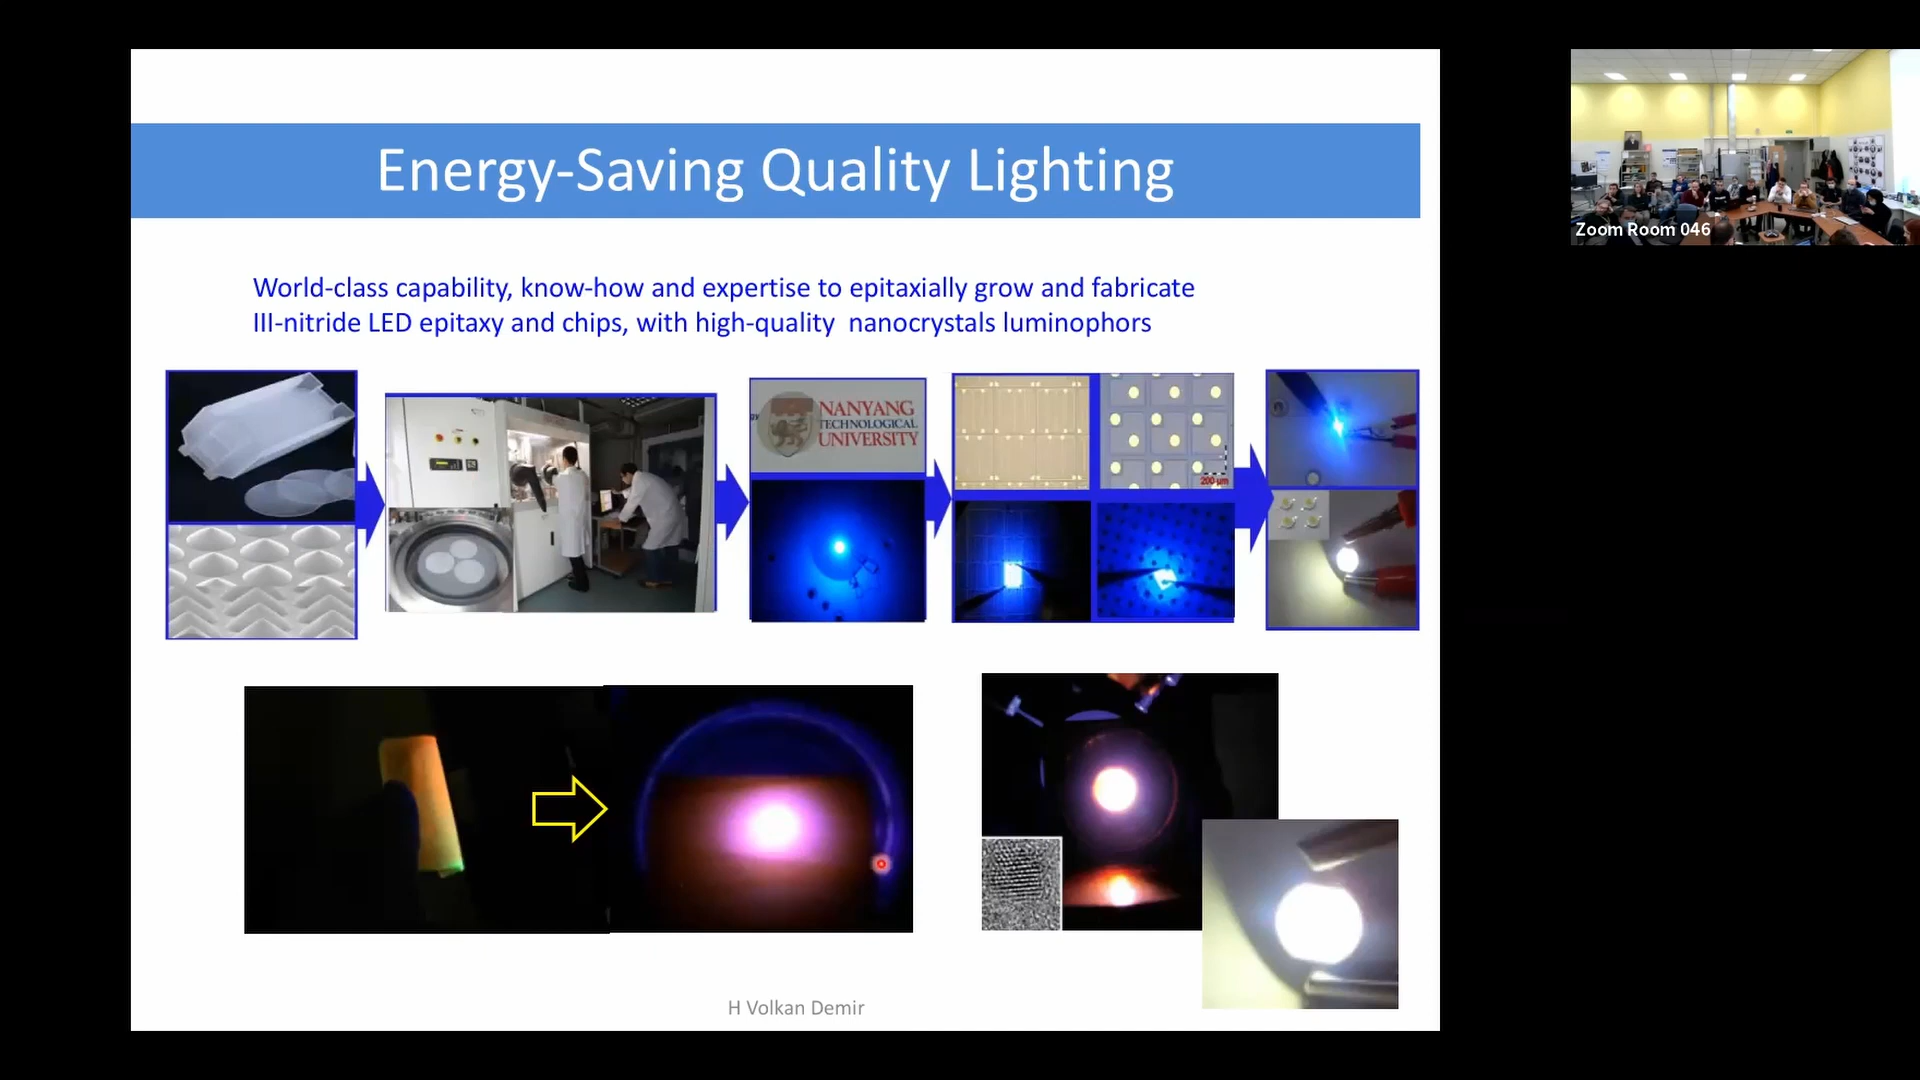 Energy-Saving Quality Lighting
Zoom Room 046
World-class capability, know-how and expertise to epitaxially grow and fabricate
III-nitride LED epitaxy and chips, with high-quality nanocrystals luminophors
NANYANG
TECHNOLOGICAL
UNIVERSITY
200 µm
H Volkan Demir